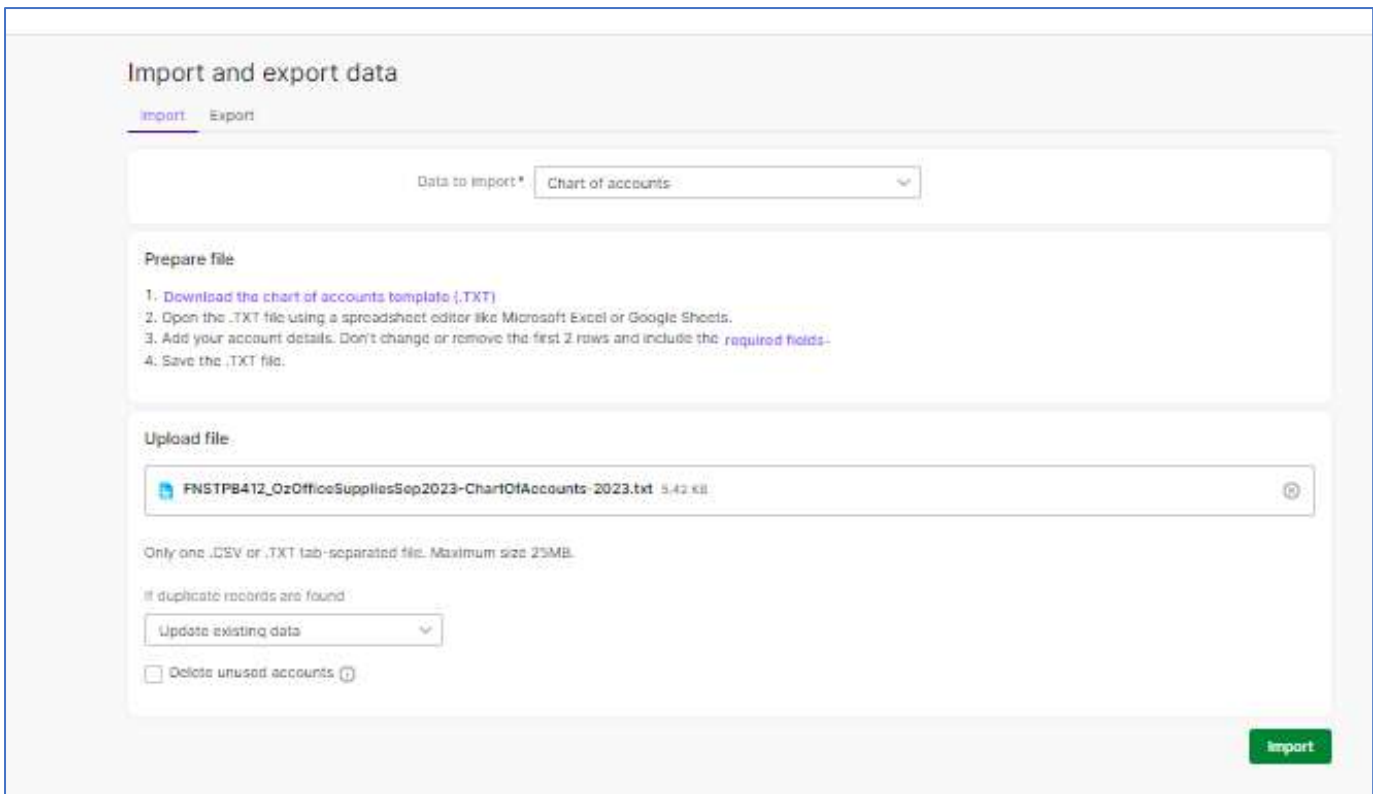 Import and export data
Import Export
Data to import* Chart of accounts
Prepare file
1. Download the chart of accounts template (.TXT)
2. Open the .TXT file using a spreadsheet editor like Microsoft Excel or Google Sheets.
3. Add your account details. Don't change or remove the first 2 rows and include the required fields.
4. Save the .TXT file.
Upload file
FNSTPB412_OzOfficeSuppliesSep2023-ChartOfAccounts-2023.txt 5.42 KB
Only one .CSV or .TXT tab-separated file. Maximum size 25MB.
If duplicate records are found
Update existing data
Delete unused accounts
Import